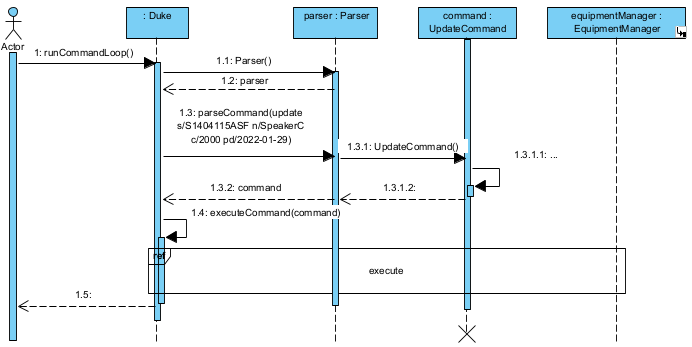 : Duke
parser : Parser
command :
UpdateCommand
equipmentManager :
EquipmentManager
Actor
1: runCommandLoop()
1.1: Parser()
1.2: parser
1.3: parseCommand(update
s/S1404115ASF n/SpeakerC
c/2000 pd/2022-01-29)
1.3.1: UpdateCommand()
1.3.1.1: ...
1.3.2: command
1.3.1.2:
1.4: executeCommand(command)
ref
execute
1.5: